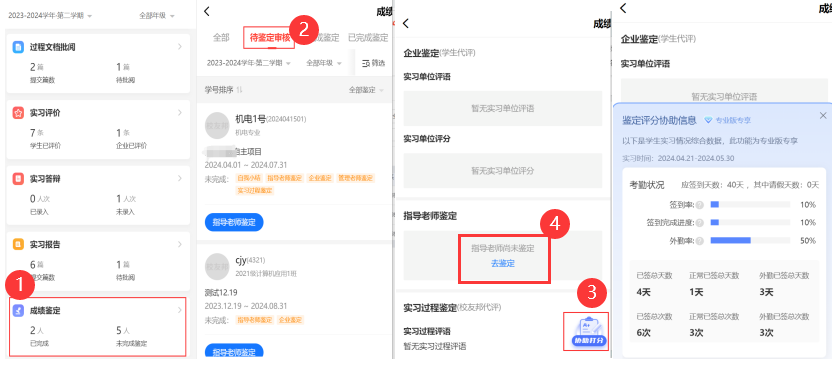 2023-2024学年-第二学期
全部年级
过程文档批阅
2篇
1篇
提交篇数
待批阅
实习评价
7条
1条
学生已评价
企业已评价
实习答辩
0人次
1人次
已录入
未录入
实习报告
6篇
1篇
提交篇数
待批阅
1
成绩鉴定
2人
5人
已完成
未完成鉴定
成绩
全部
待鉴定审核
2
成鉴定
已完成鉴定
2023-2024学年-第二学期
全部年级
筛选
学号排序
全部鉴定
机电1号(2024041501)
机电专业
自主项目
2024.04.01 ~ 2024.07.31
未完成:
自我小结
指导老师鉴定
企业鉴定
管理老师鉴定
实习过程鉴定
指导老师鉴定
cjy(4321)
2021级计算机应用1班
测试12.19
2023.12.19 ~ 2024.08.31
未完成:
指导老师鉴定
企业鉴定
指导老师鉴定
成绩
企业鉴定(学生代评)
实习单位评语
暂无实习单位评语
实习单位评分
暂无实习单位评分
指导老师鉴定
4
指导老师尚未鉴定
去鉴定
3
实习过程鉴定(校友邦代评)
实习过程评语
暂无实习过程评语
A+
协助打分
成绩
企业鉴定(学生代评)
实习单位评语
暂无实习单位评语
鉴定评分协助信息
专业版专享
以下是学生实习情况综合数据，此功能为专业版专享
实习时间：2024.04.21-2024.05.30
考勤状况
应签到天数：40天，其中请假天数：0天
签到率:
10%
签到完成进度:
10%
外勤率:
50%
已签总天数
正常已签总天数
外勤已签总天数
4天
1天
3天
已签总次数
正常已签总次数
外勤已签总次数
6次
3次
3次